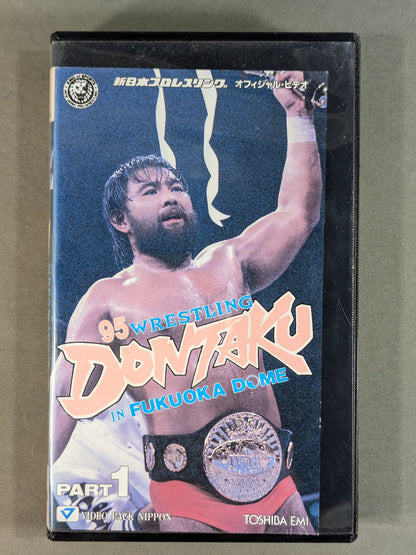 新日本プロレスリング オフィシャル・ビデオ
95 WRESTLING
DONTAKU
IN FUKUOKA DOME
PART 1
VIDEO PACK NIPPON
TOSHIBA EMI